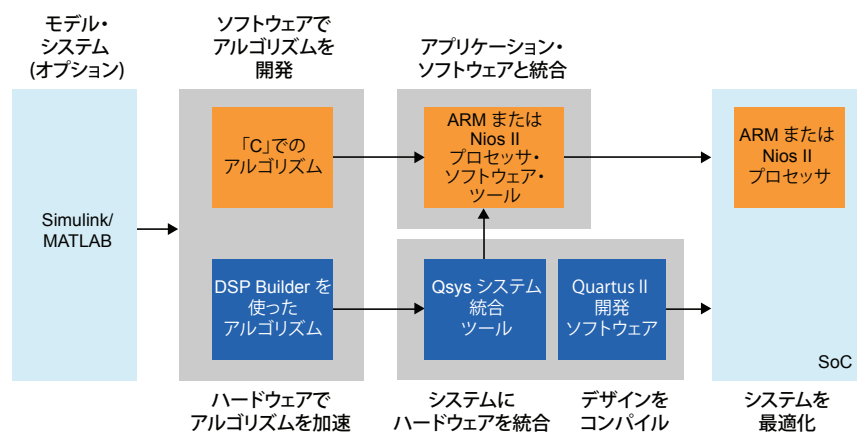 モデル・
システム
(オプション)
ソフトウェアで
アルゴリズムを
開発
アプリケーション・
ソフトウェアと統合
Simulink/
MATLAB
「C」での
アルゴリズム
ARM または
Nios II
プロセッサ・
ソフトウェア・
ツール
ARM または
Nios II
プロセッサ
DSP Builder を
使った
アルゴリズム
Qsys システム
統合
ツール
Quartus II
開発
ソフトウェア
SoC
ハードウェアで
アルゴリズムを加速
システムに
ハードウェアを統合
デザインを
コンパイル
システムを
最適化